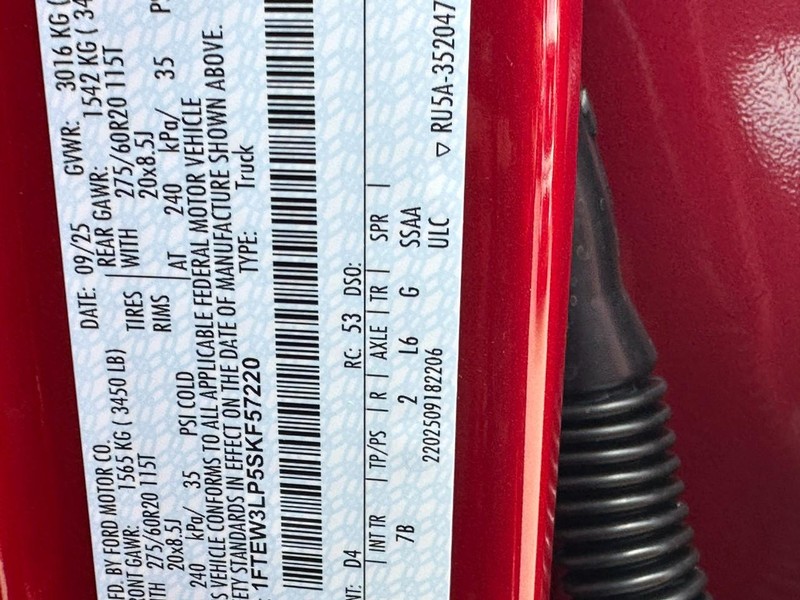 FD. BY FORD MOTOR CO. DATE: 09/25 GVWR: 3016 KG (
RONT GAWR: 1565 KG ( 3450 LB) REAR GAWR: 1542 KG ( 34
ITH 275/60R20 115T TIRES WITH 275/60R20 115T
20x8.5J RIMS 20x8.5J
240 kPa/ 35 PSI COLD AT 240 kPa/ 35 PS
S VEHICLE CONFORMS TO ALL APPLICABLE FEDERAL MOTOR VEHICLE
ETY STANDARDS IN EFFECT ON THE DATE OF MANUFACTURE SHOWN ABOVE.
: 1FTEW3LP5SKF57220 TYPE: Truck
NT: D4 RC: 53 DSO:
INT TR TP/PS R AXLE TR SPR
7B 2 L6 G SSAA
2202509182206 ULC
▽ RU5A-352047